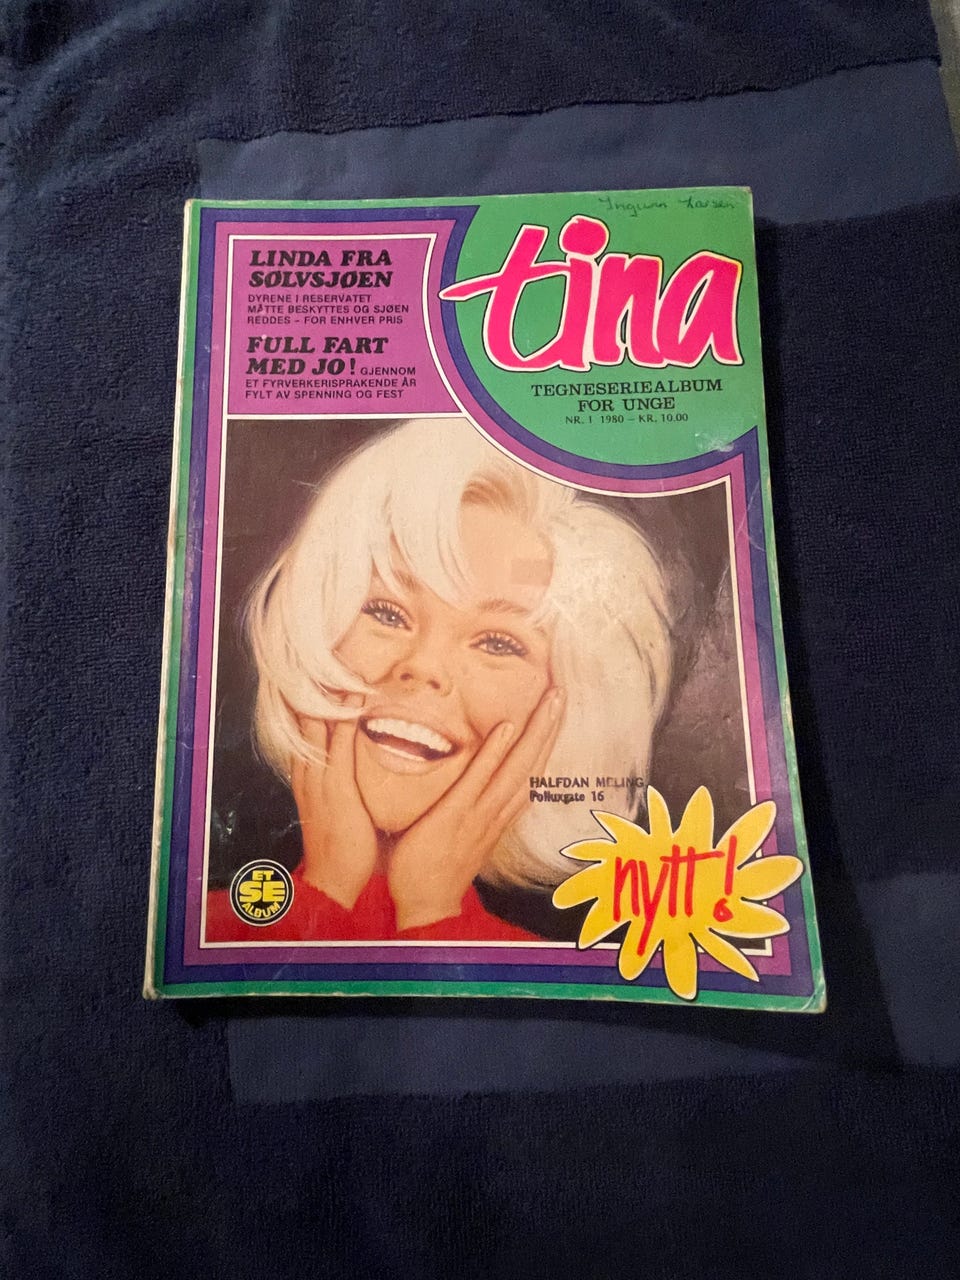 Ingunn Larsen
LINDA FRA
SØLVSJØEN
DYRENE I RESERVATET
MÅTTE BESKYTTES OG SJØEN
REDDES – FOR ENHVER PRIS
FULL FART
MED JO! GJENNOM
ET FYRVERKERISPRAKENDE ÅR
FYLT AV SPENNING OG FEST
tina
TEGNESERIEALBUM
FOR UNGE
NR. 1 1980 – KR. 10.00
HALFDAN MELING
Polluxgate 16
nytt!
ET
SE
ALBUM